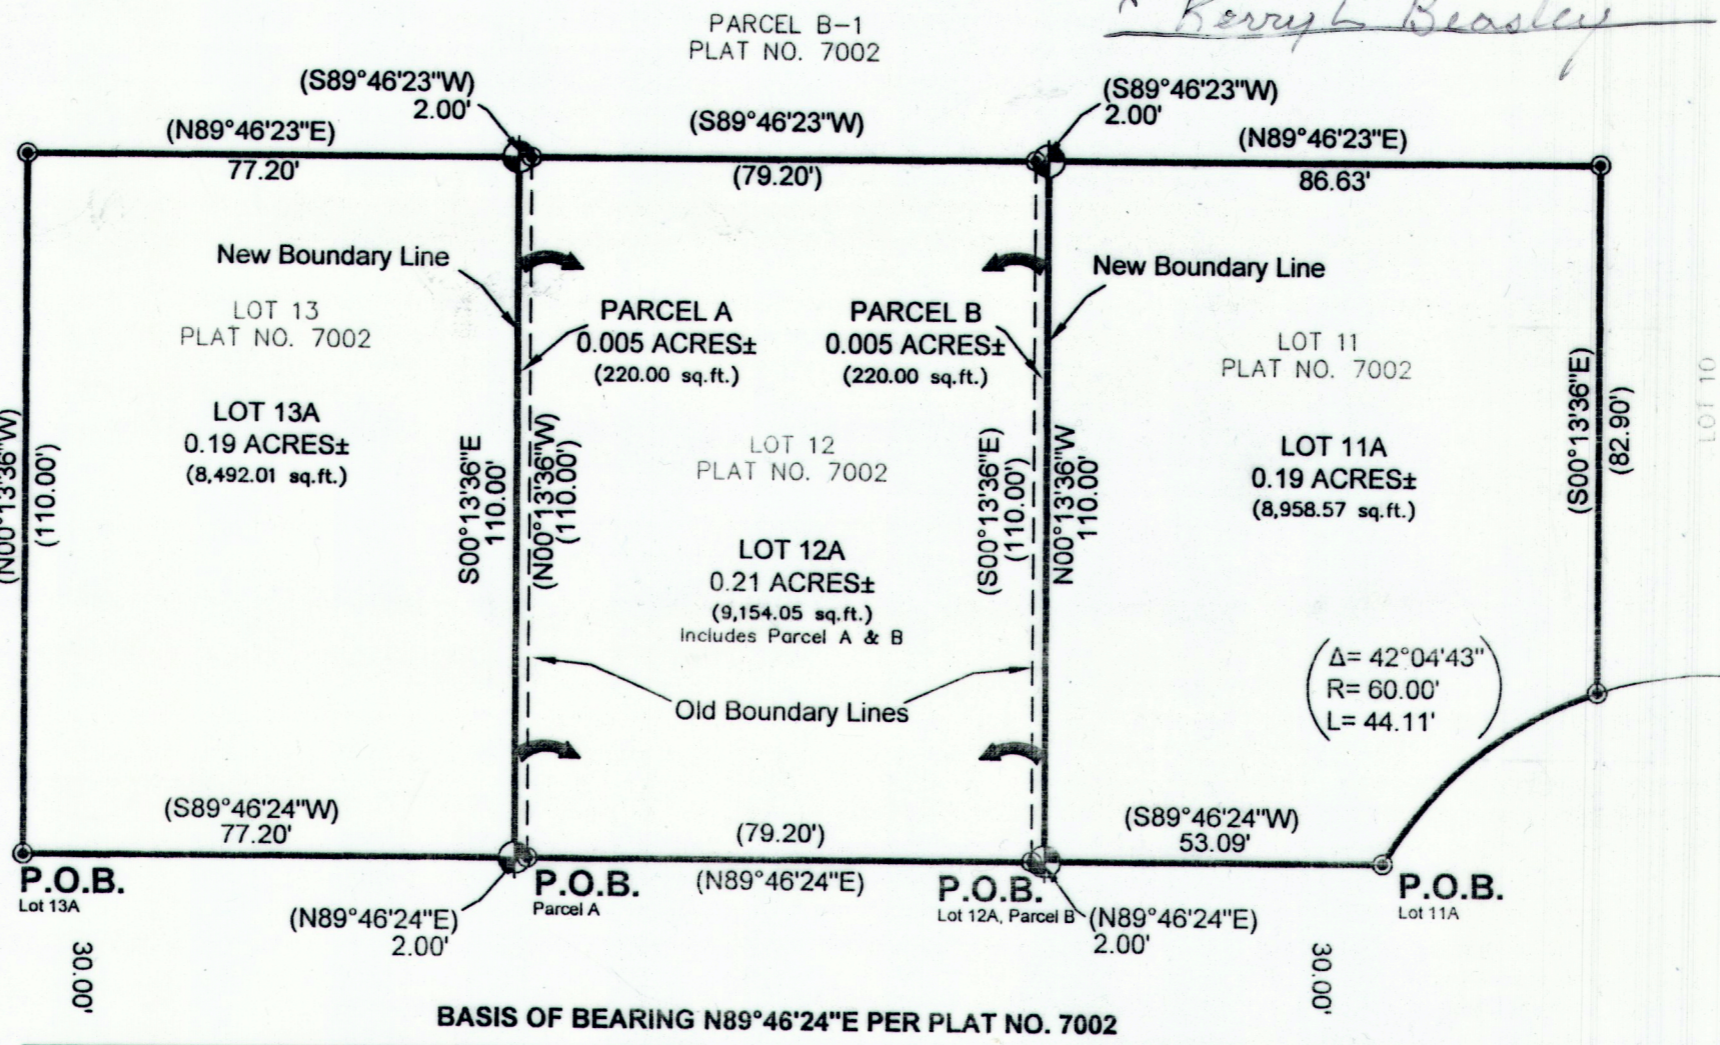 PARCEL B-1
PLAT NO. 7002
Kerry L Beasley
(S89°46'23"W)
2.00'
(N89°46'23"E)
77.20'
(S89°46'23"W)
(79.20')
(S89°46'23"W)
2.00'
(N89°46'23"E)
86.63'
New Boundary Line
New Boundary Line
LOT 13
PLAT NO. 7002
LOT 13A
0.19 ACRES±
(8,492.01 sq.ft.)
PARCEL A
0.005 ACRES±
(220.00 sq.ft.)
PARCEL B
0.005 ACRES±
(220.00 sq.ft.)
LOT 11
PLAT NO. 7002
LOT 11A
0.19 ACRES±
(8,958.57 sq.ft.)
LOT 12
PLAT NO. 7002
LOT 12A
0.21 ACRES±
(9,154.05 sq.ft.)
Includes Parcel A & B
(N00°13'36"W)
(110.00')
S00°13'36"E
110.00'
(N00°13'36"W)
(110.00')
(S00°13'36"E)
(110.00')
N00°13'36"W
110.00'
(S00°13'36"E)
(82.90')
LOT 10
Old Boundary Lines
Δ= 42°04'43"
R= 60.00'
L= 44.11'
(S89°46'24"W)
77.20'
(79.20')
(N89°46'24"E)
(S89°46'24"W)
53.09'
P.O.B.
Lot 13A
P.O.B.
Parcel A
P.O.B.
Lot 12A, Parcel B
P.O.B.
Lot 11A
(N89°46'24"E)
2.00'
(N89°46'24"E)
2.00'
30.00'
30.00'
BASIS OF BEARING N89°46'24"E PER PLAT NO. 7002